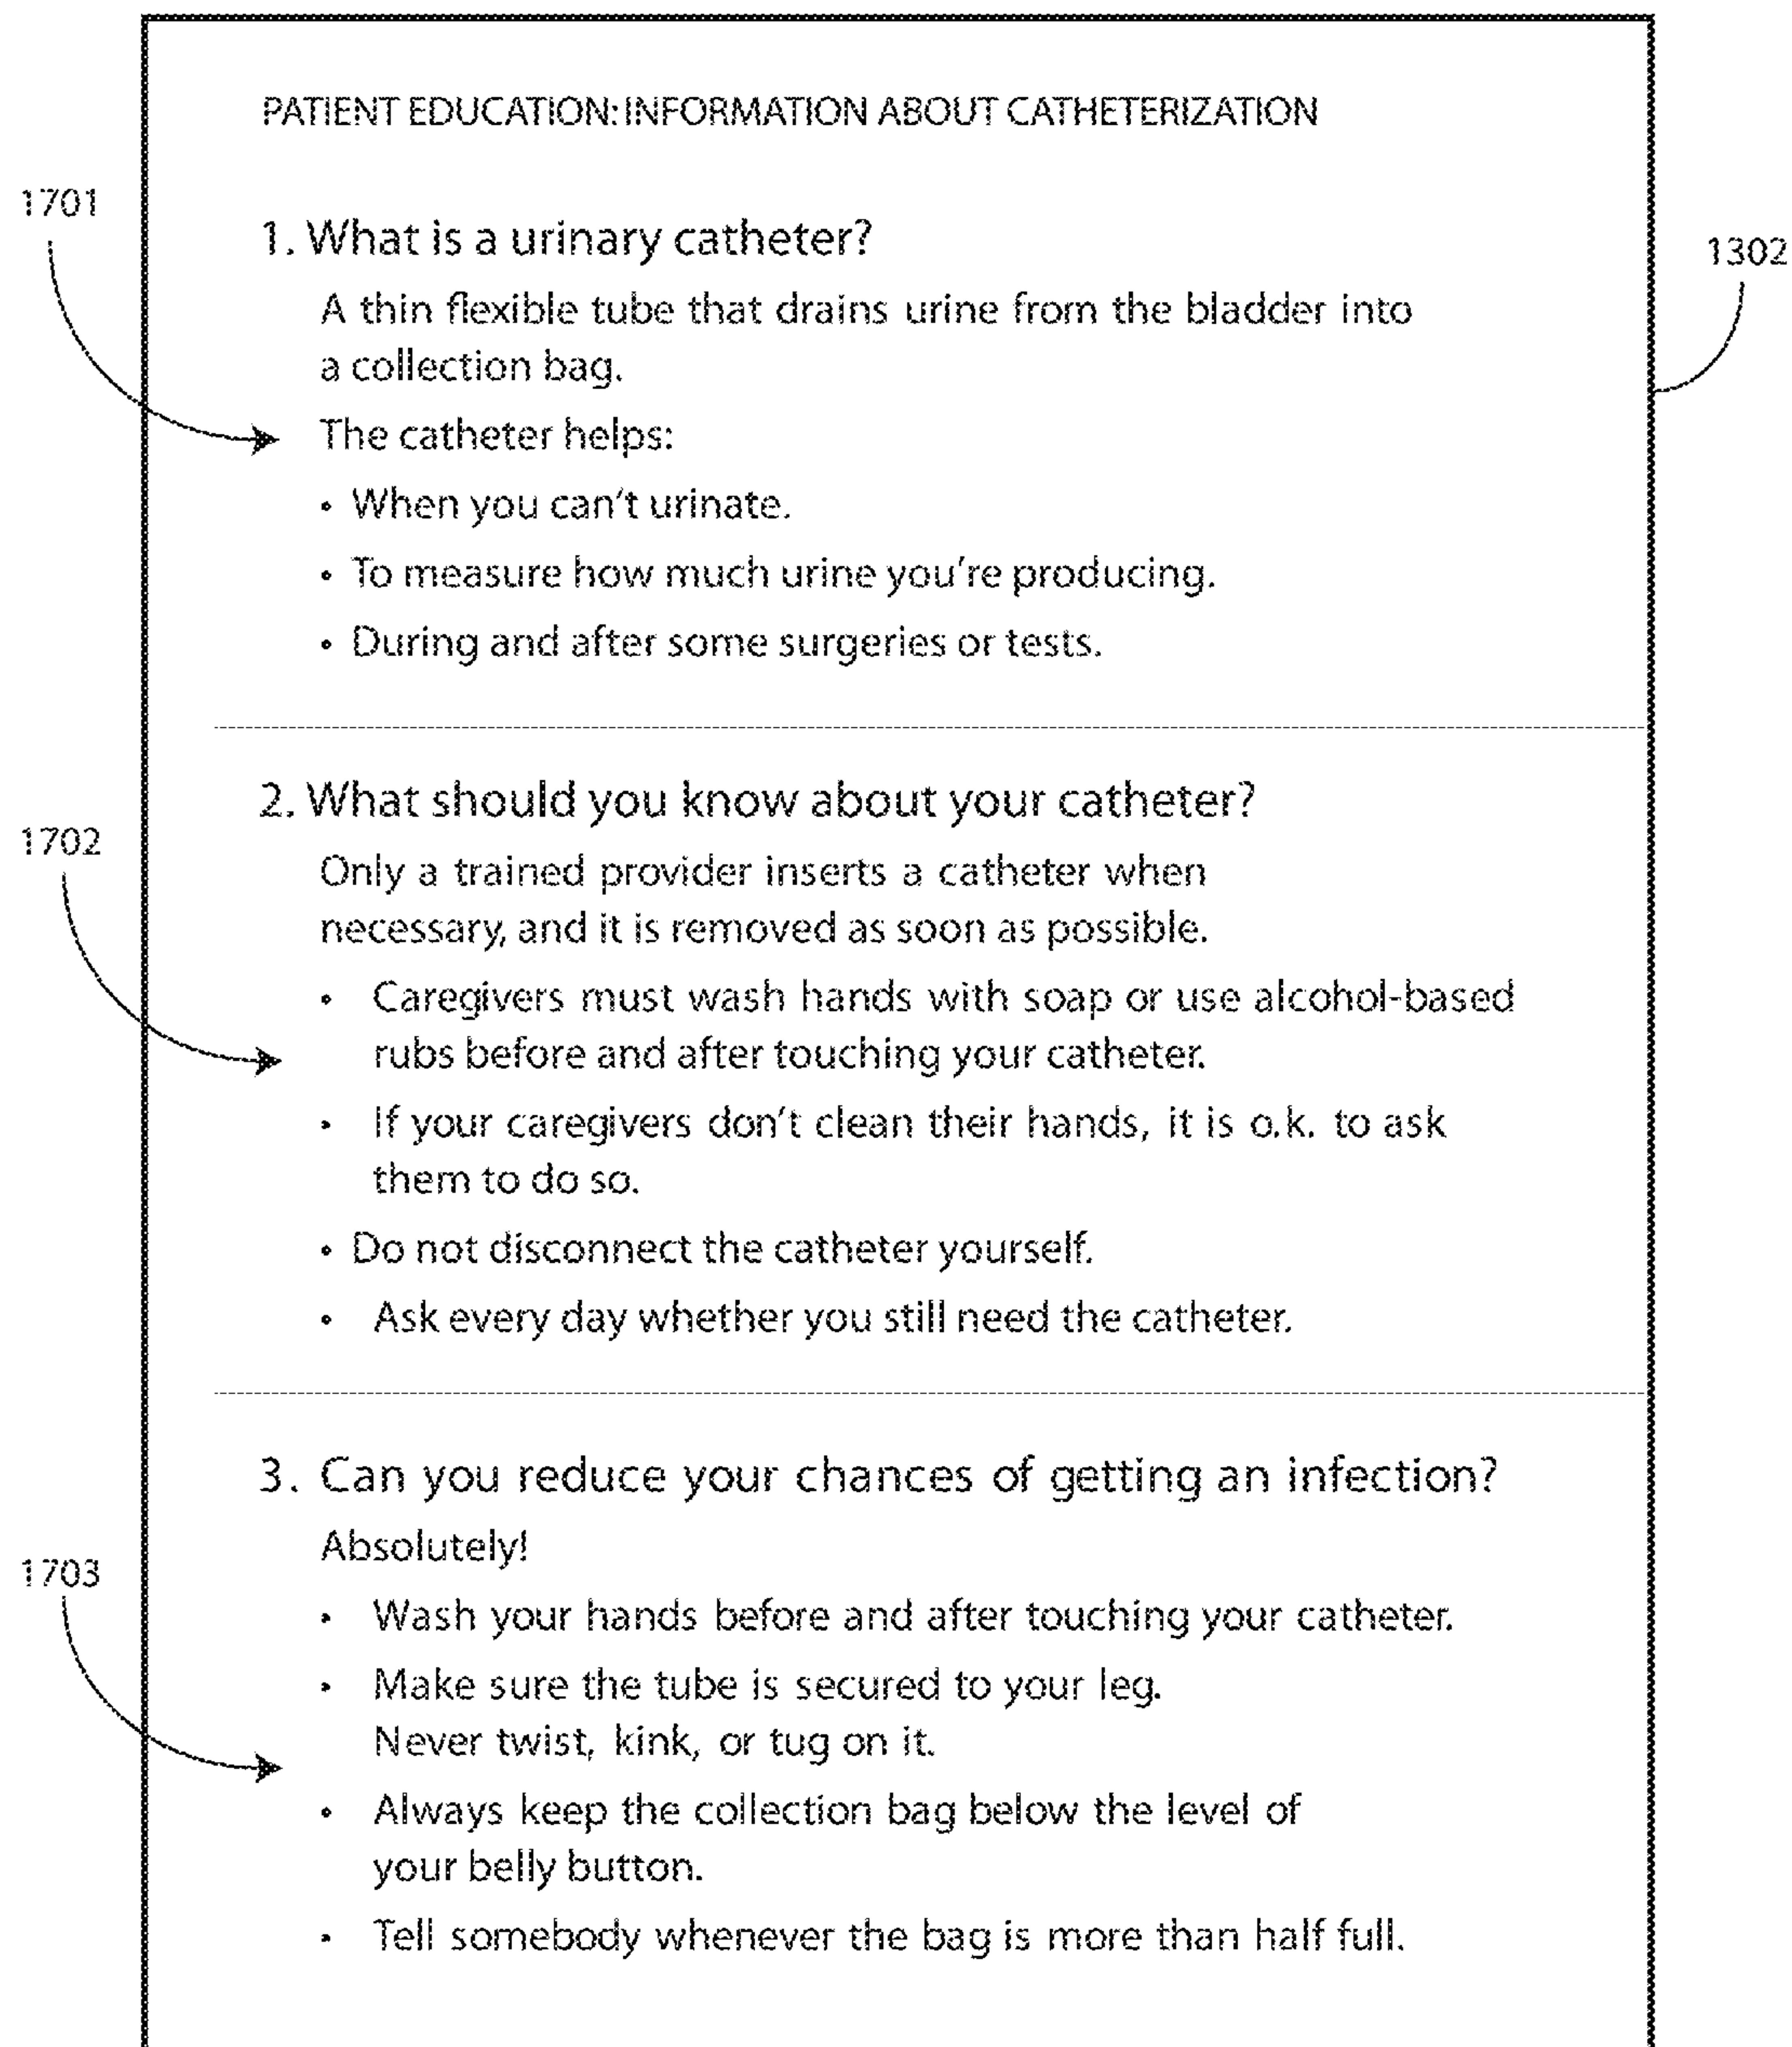 PATIENT EDUCATION: INFORMATION ABOUT CATHETERIZATION
1701
1. What is a urinary catheter?
1302
A thin flexible tube that drains urine from the bladder into
a collection bag.
The catheter helps:
• When you can't urinate.
• To measure how much urine you're producing.
• During and after some surgeries or tests.
2. What should you know about your catheter?
1702
Only a trained provider inserts a catheter when
necessary, and it is removed as soon as possible.
• Caregivers must wash hands with soap or use alcohol-based
rubs before and after touching your catheter.
• If your caregivers don't clean their hands, it is o.k. to ask
them to do so.
• Do not disconnect the catheter yourself.
• Ask every day whether you still need the catheter.
3. Can you reduce your chances of getting an infection?
Absolutely!
1703
• Wash your hands before and after touching your catheter.
• Make sure the tube is secured to your leg.
Never twist, kink, or tug on it.
• Always keep the collection bag below the level of
your belly button.
• Tell somebody whenever the bag is more than half full.